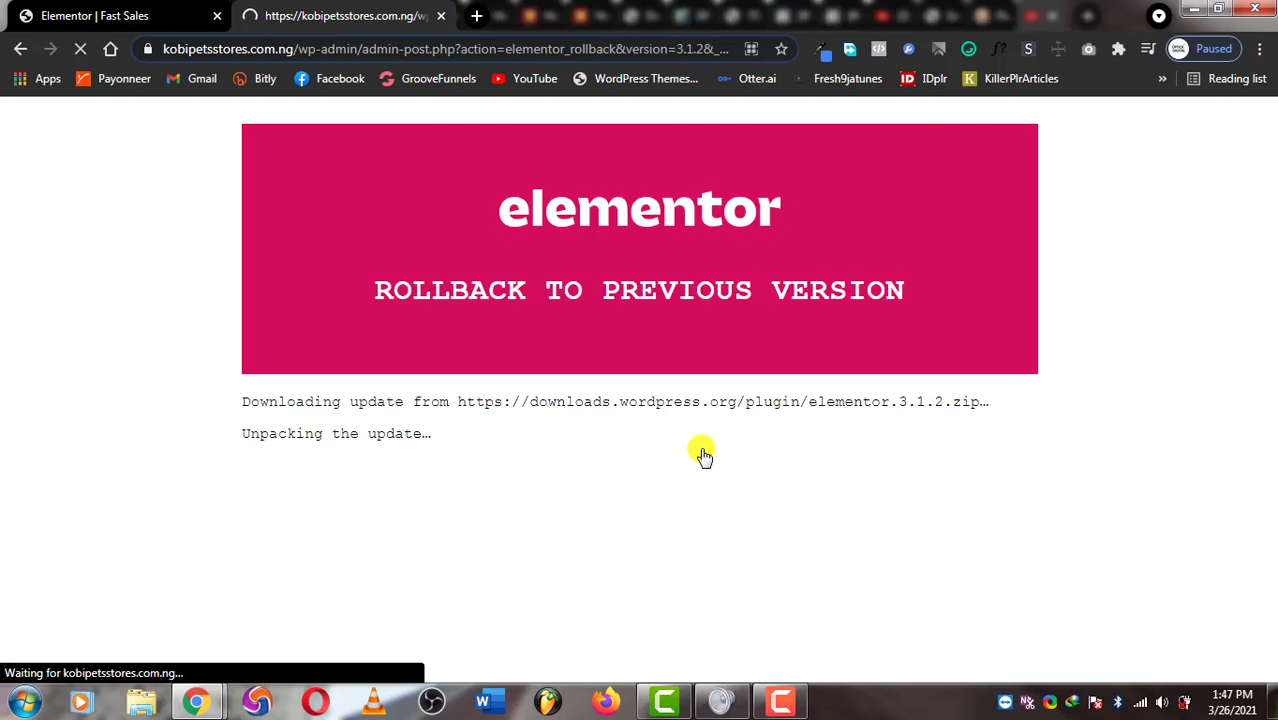 Elementor | Fast Sales
https://kobipetsstores.com.ng/wp
kobipetsstores.com.ng/wp-admin/admin-post.php?action=elementor_rollback&version=3.1.2&_...
Paused
Apps
Payonneer
Gmail
Bitly
Facebook
GrooveFunnels
YouTube
WordPress Themes...
Otter.ai
Fresh9jatunes
IDplr
KillerPlrArticles
Reading list
elementor
ROLLBACK TO PREVIOUS VERSION
Downloading update from https://downloads.wordpress.org/plugin/elementor.3.1.2.zip…
Unpacking the update…
Waiting for kobipetsstores.com.ng...
1:47 PM
3/26/2021